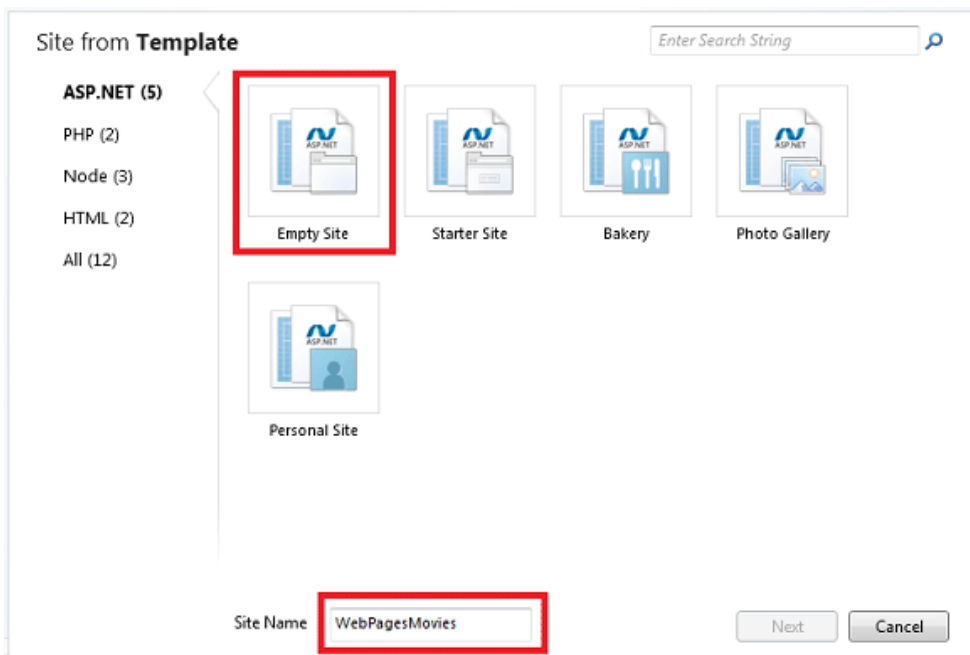 Site from Template
Enter Search String
ASP.NET (5)
PHP (2)
Node (3)
HTML (2)
All (12)
ASP.NET
Empty Site
ASP.NET
Starter Site
ASP.NET
Bakery
ASP.NET
Photo Gallery
ASP.NET
Personal Site
Site Name
WebPagesMovies
Next
Cancel